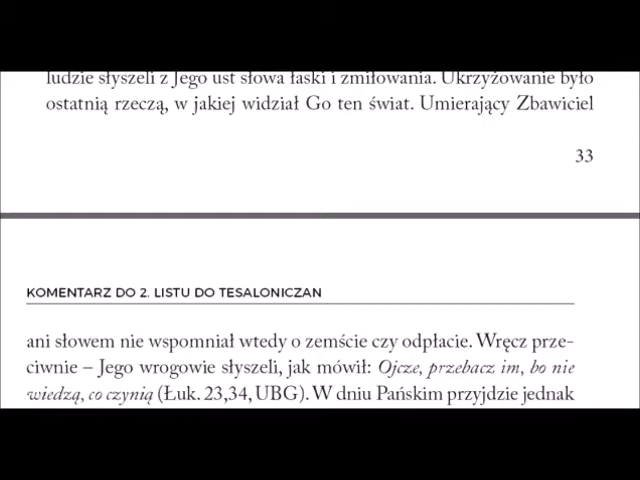 ludzie słyszeli z Jego ust słowa łaski i zmiłowania. Ukrzyżowanie było
ostatnią rzeczą, w jakiej widział Go ten świat. Umierający Zbawiciel
33
KOMENTARZ DO 2. LISTU DO TESALONICZAN
ani słowem nie wspomniał wtedy o zemście czy odpłacie. Wręcz prze-
ciwnie – Jego wrogowie słyszeli, jak mówił: Ojcze, przebacz im, bo nie
wiedzą, co czynią (Łuk. 23,34, UBG). W dniu Pańskim przyjdzie jednak